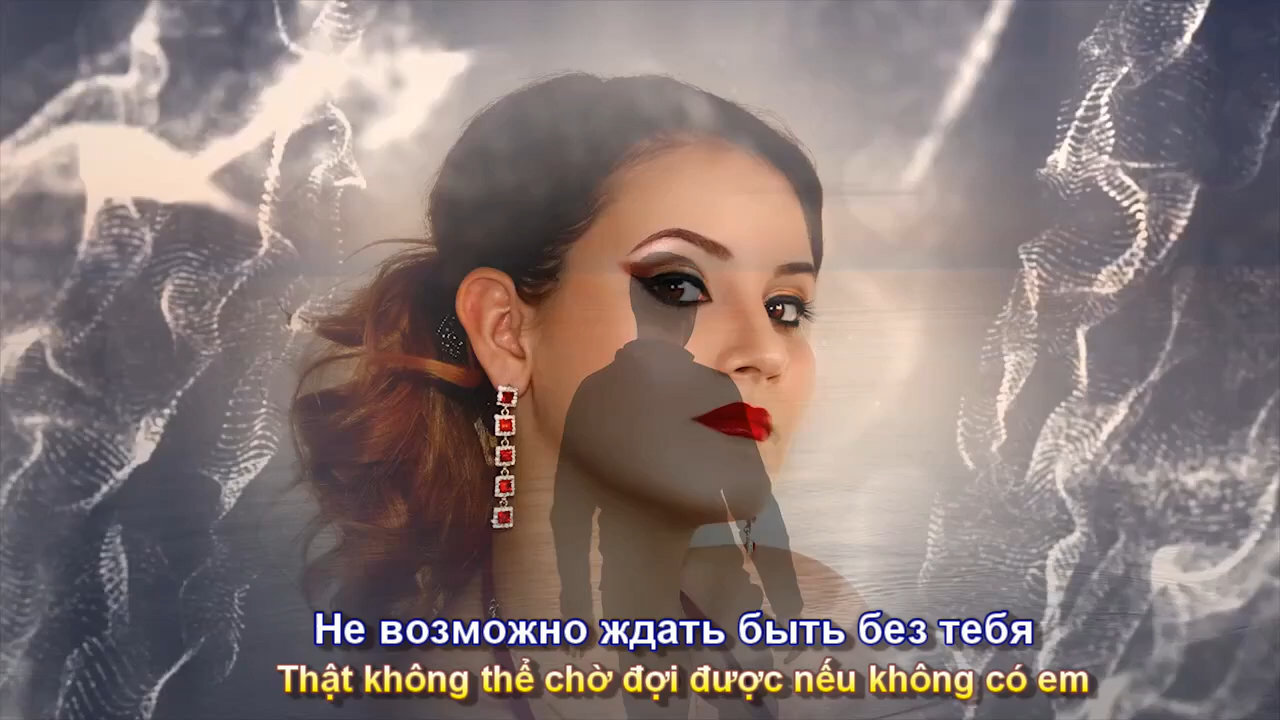 Не возможно ждать быть без тебя
Thật không thể chờ đợi được nếu không có em